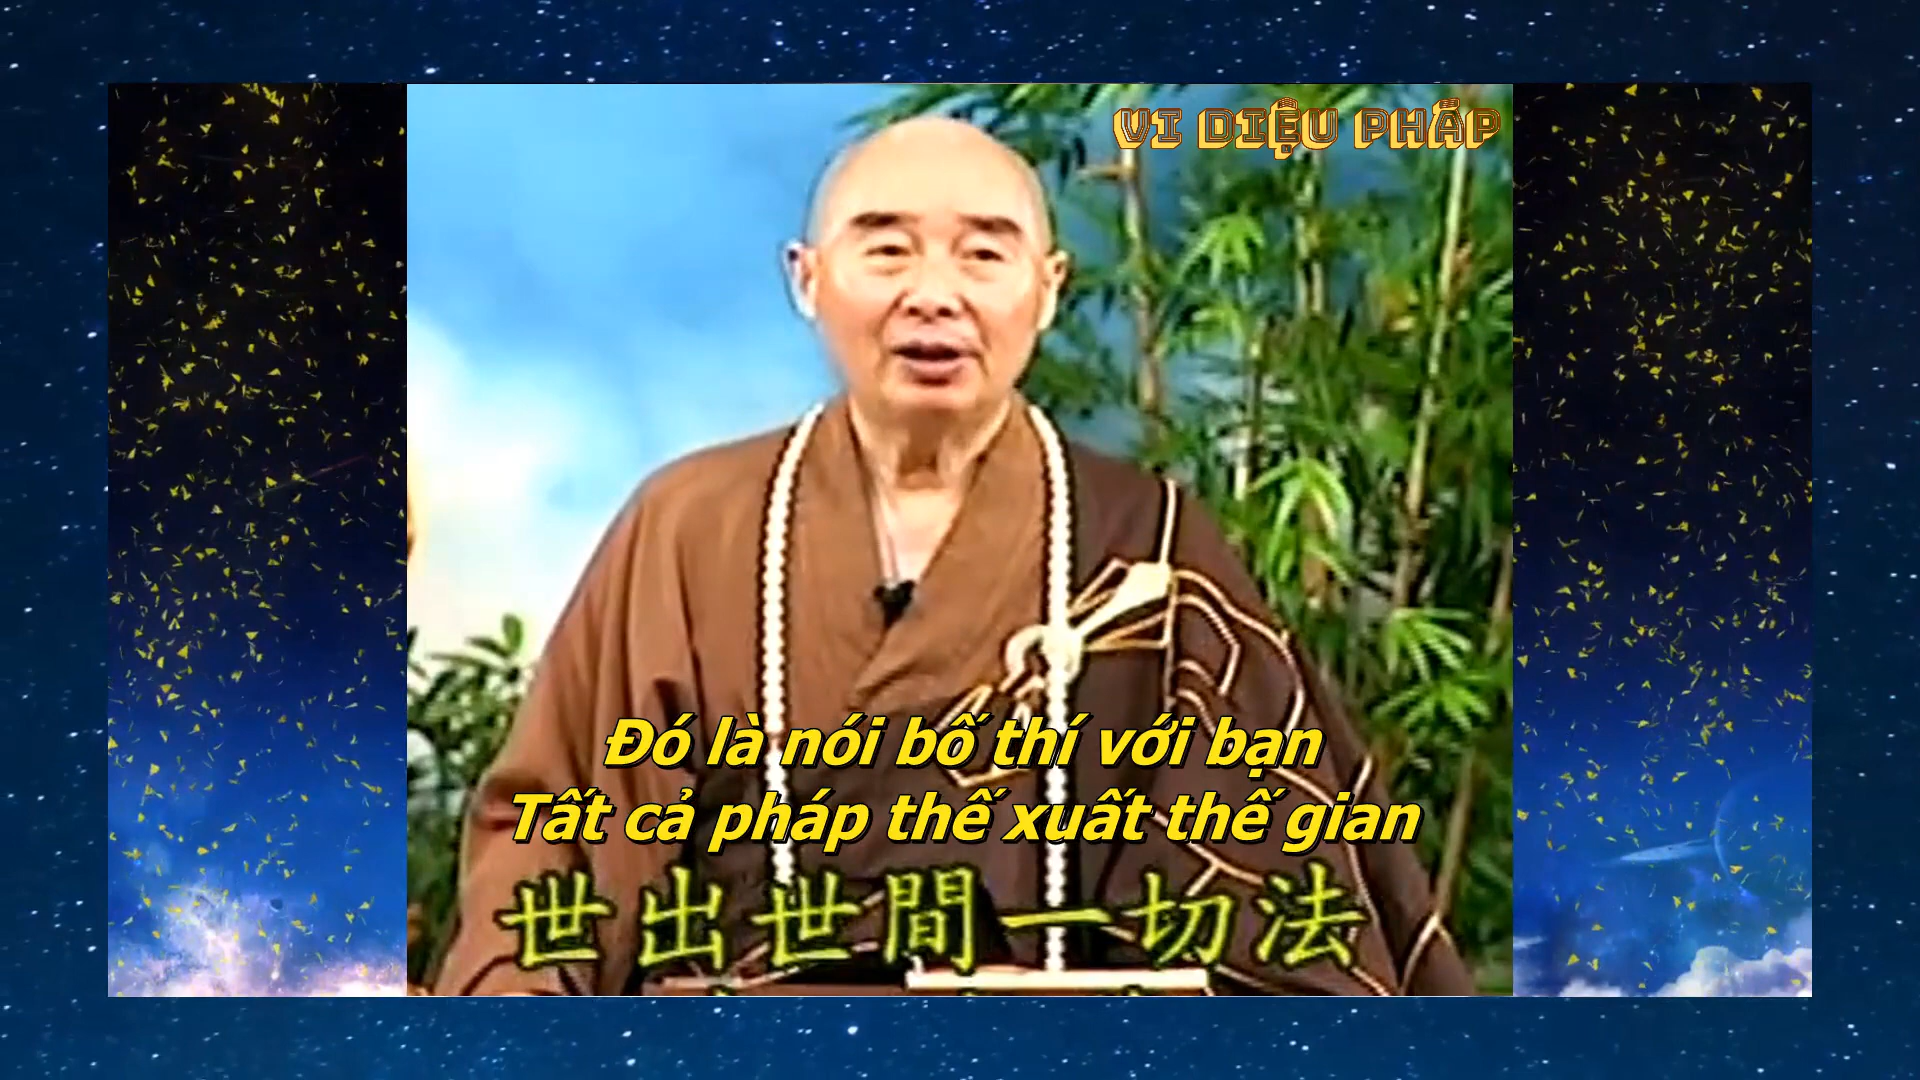 VI DIỆU PHÁP
Đó là nói bố thí với bạn
Tất cả pháp thế xuất thế gian
世出世間一切法